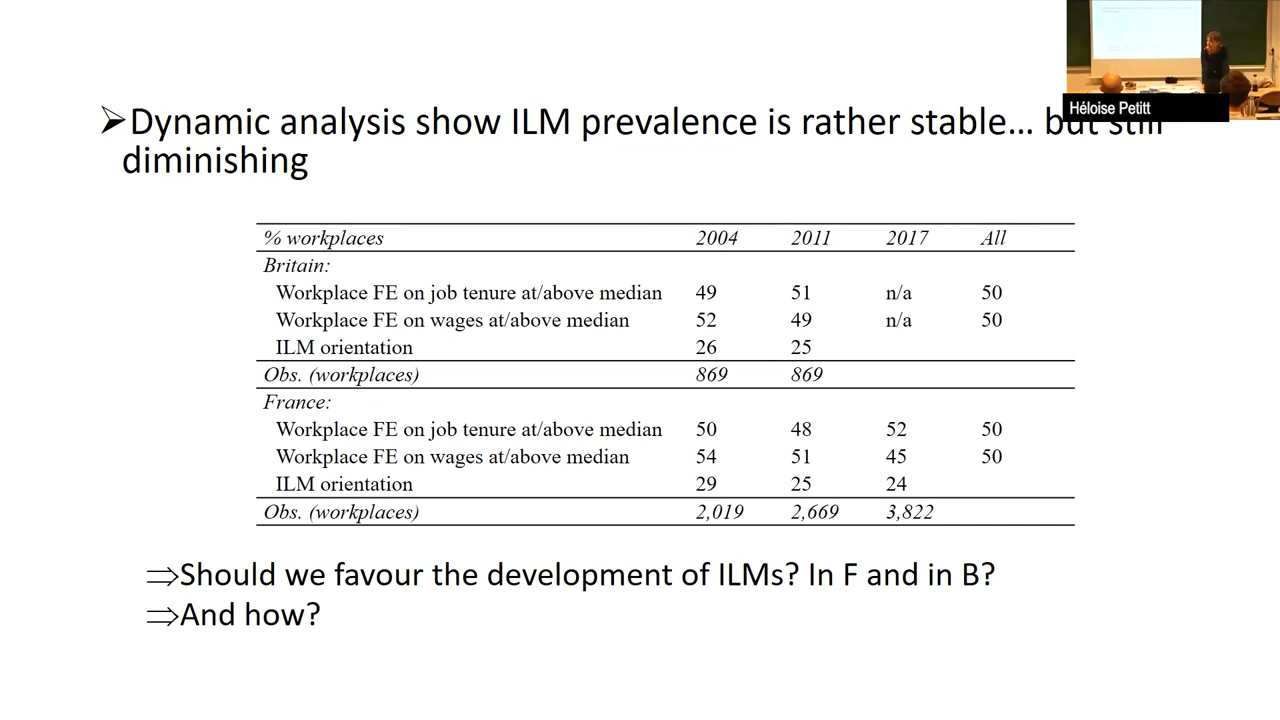 Héloise Petitt
➤Dynamic analysis show ILM prevalence is rather stable... but still
diminishing
% workplaces 2004 2011 2017 All
Britain:
Workplace FE on job tenure at/above median 49 51 n/a 50
Workplace FE on wages at/above median 52 49 n/a 50
ILM orientation 26 25
Obs. (workplaces) 869 869
France:
Workplace FE on job tenure at/above median 50 48 52 50
Workplace FE on wages at/above median 54 51 45 50
ILM orientation 29 25 24
Obs. (workplaces) 2,019 2,669 3,822
⇒Should we favour the development of ILMs? In F and in B?
⇒And how?